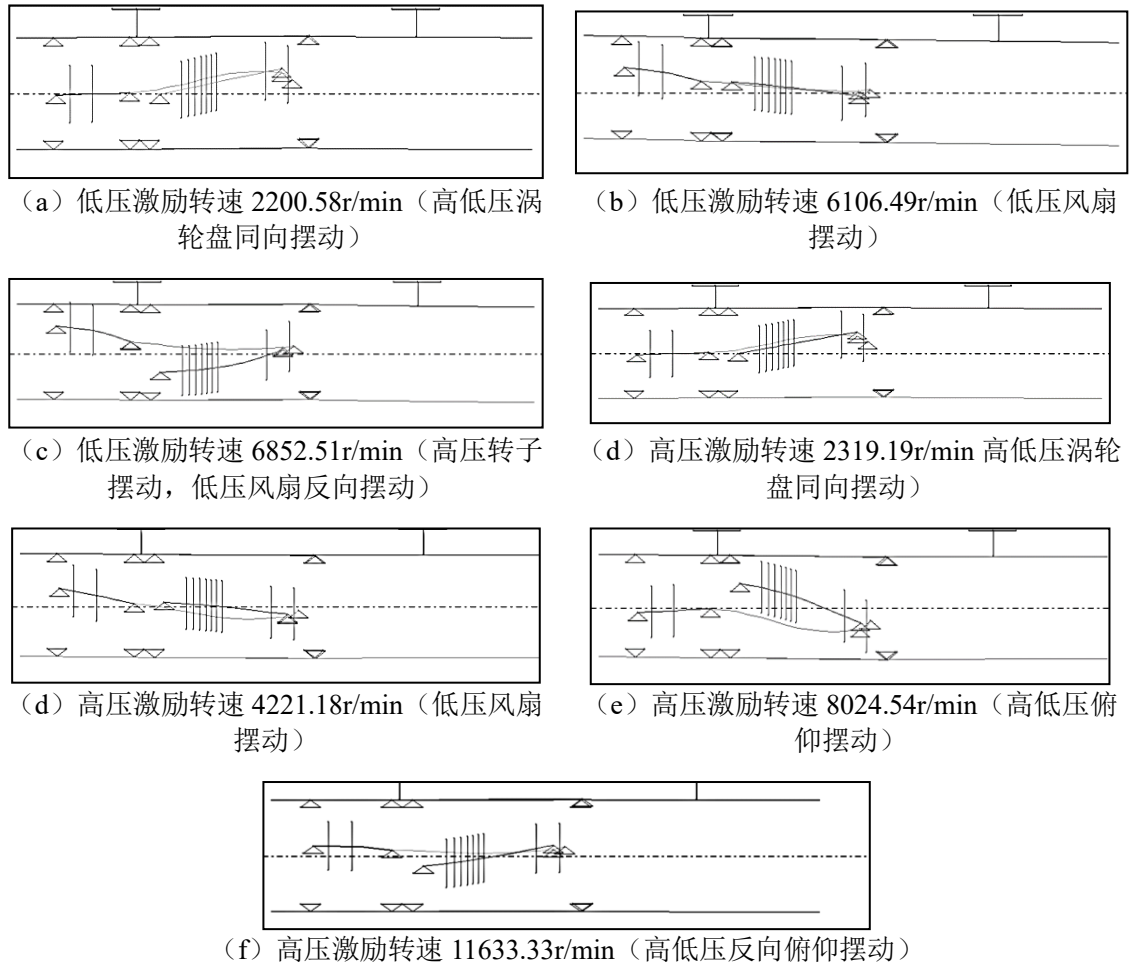 （a）低压激励转速 2200.58r/min（高低压涡
轮盘同向摆动）
（b）低压激励转速 6106.49r/min（低压风扇
摆动）
（c）低压激励转速 6852.51r/min（高压转子
摆动，低压风扇反向摆动）
（d）高压激励转速 2319.19r/min 高低压涡轮
盘同向摆动）
（d）高压激励转速 4221.18r/min（低压风扇
摆动）
（e）高压激励转速 8024.54r/min（高低压俯
仰摆动）
（f）高压激励转速 11633.33r/min（高低压反向俯仰摆动）